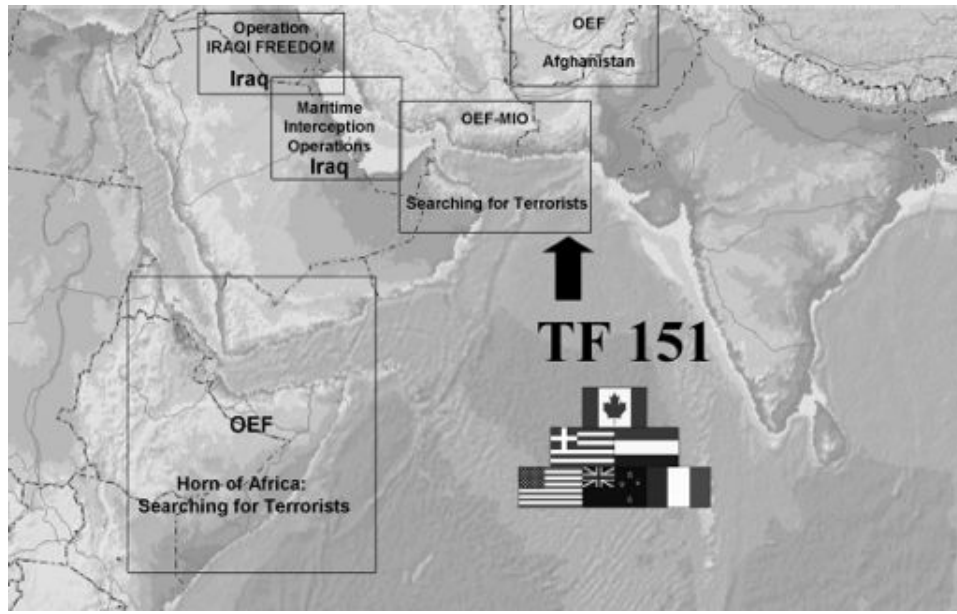 Operation
IRAQI FREEDOM
Iraq
OEF
Afghanistan
Maritime
Interception
Operations
Iraq
OEF-MIO
Searching for Terrorists
TF 151
OEF
Horn of Africa:
Searching for Terrorists